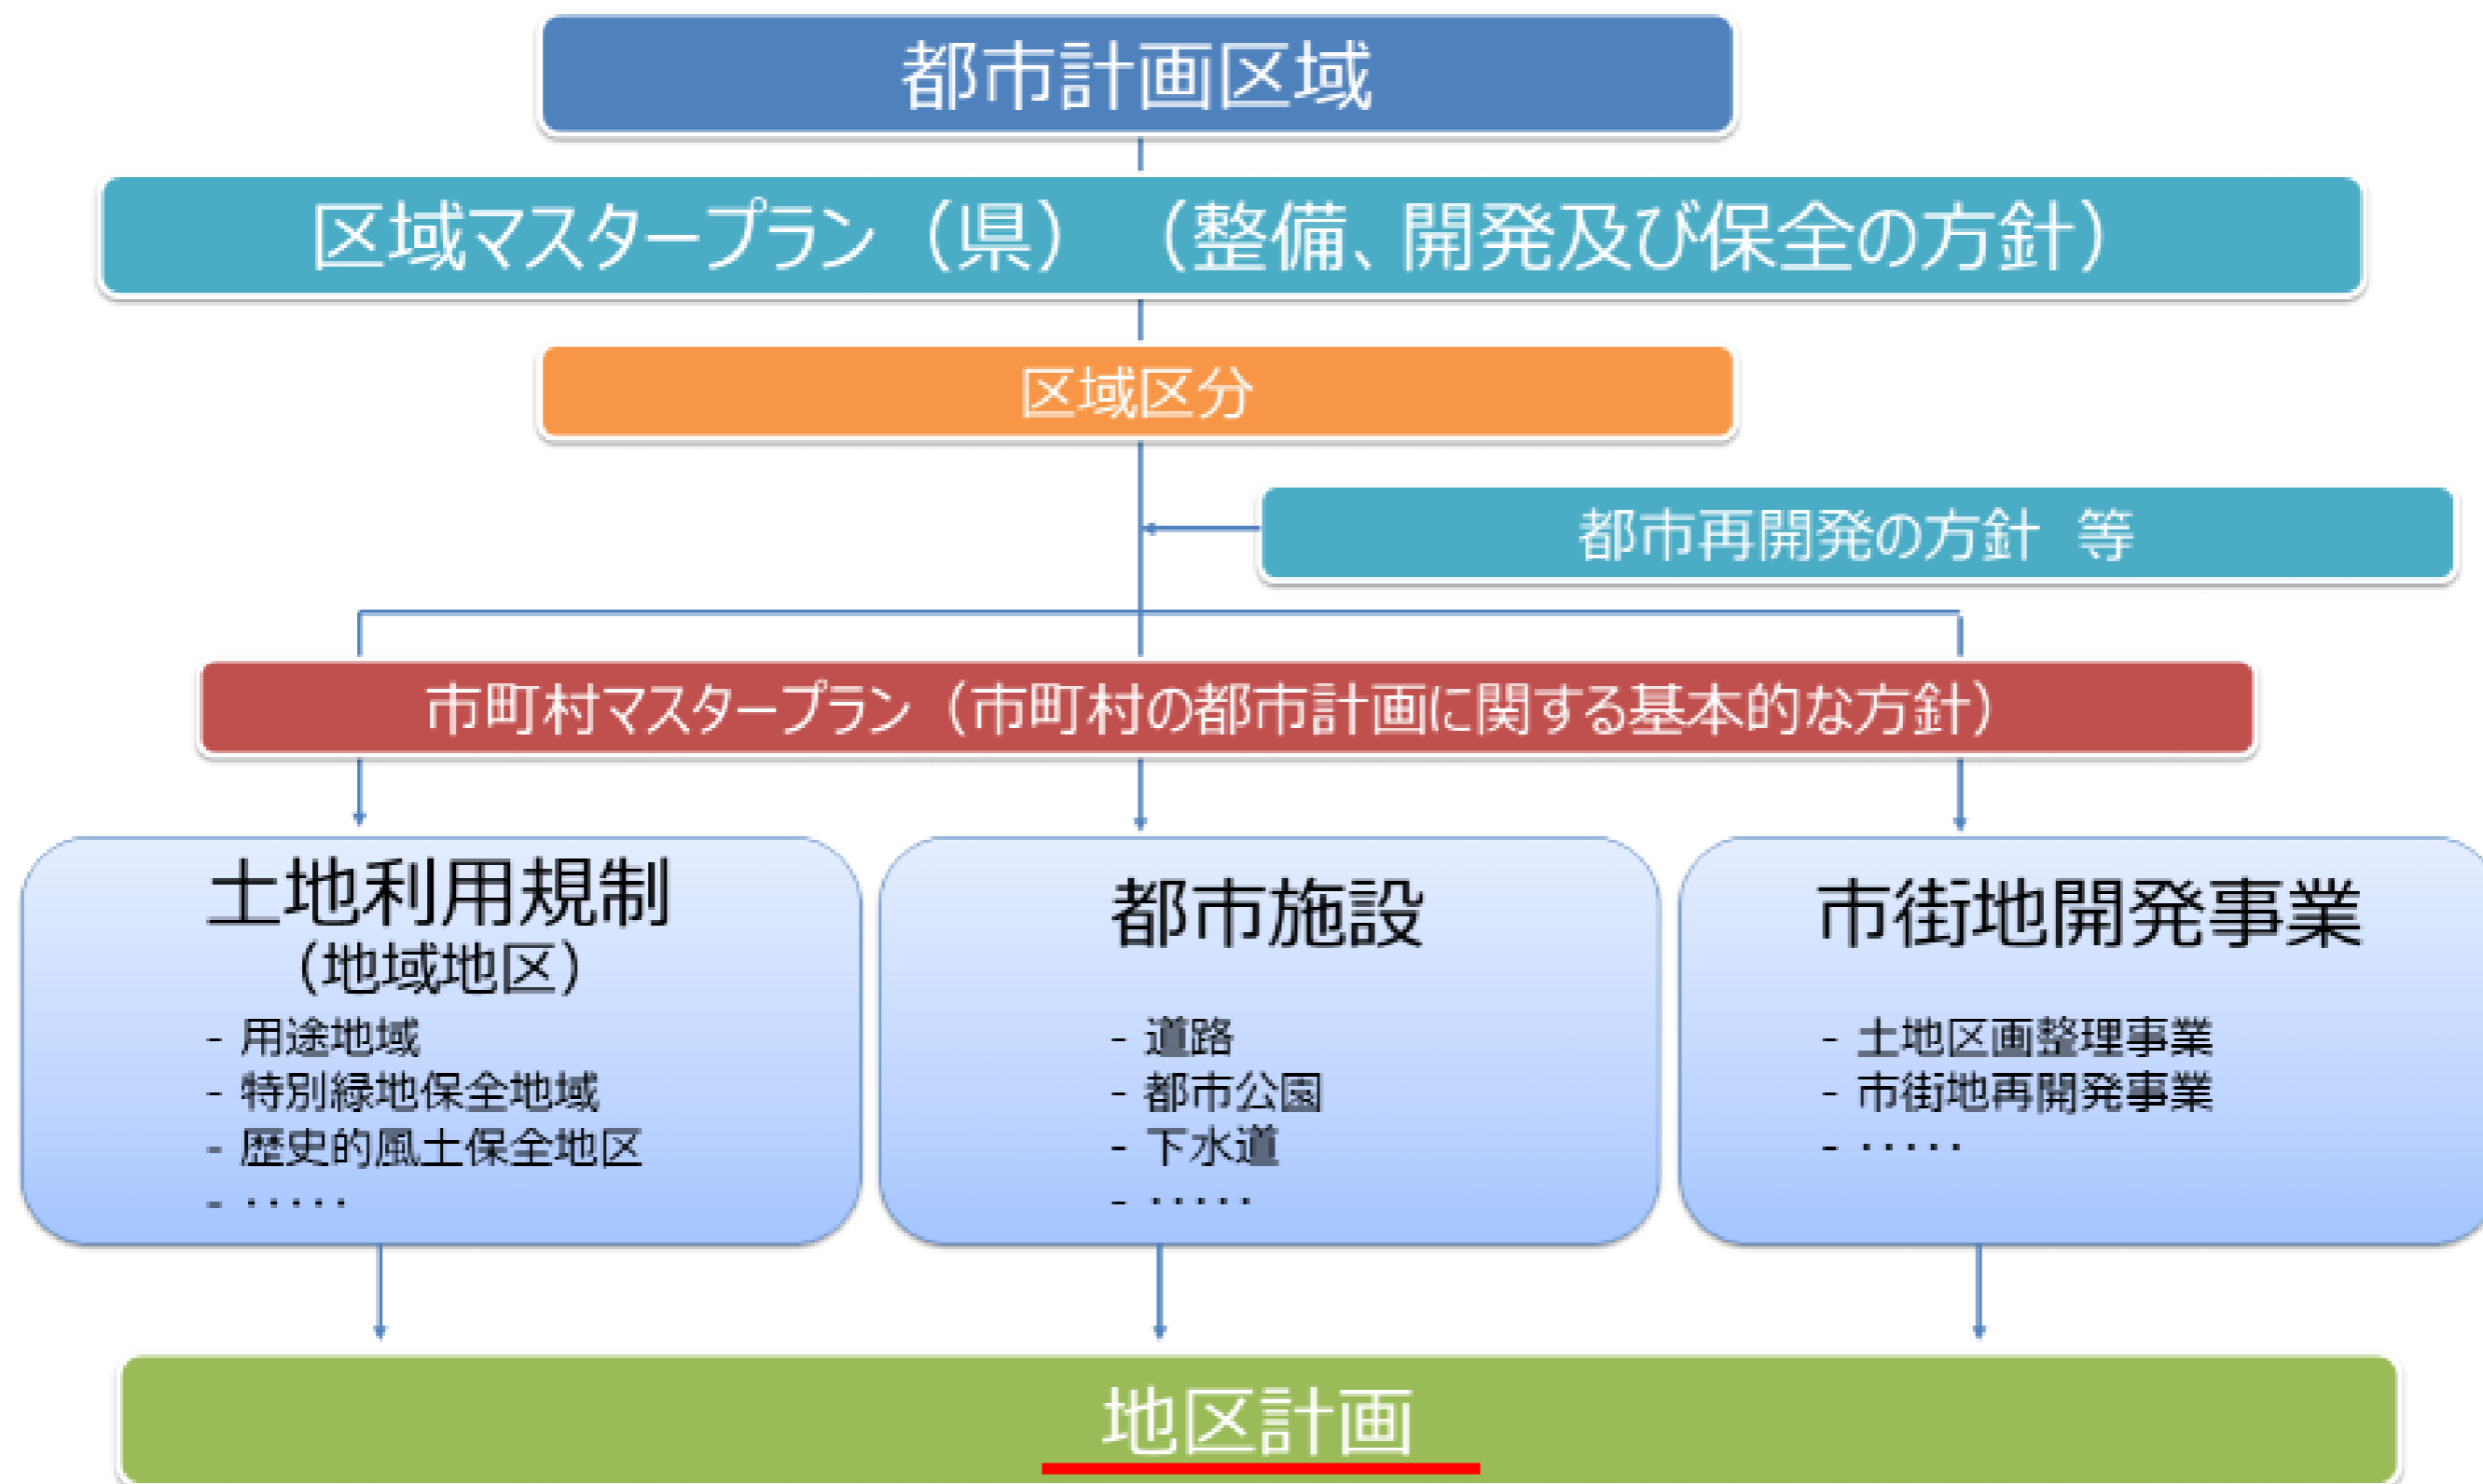 都市計画区域
区域マスタープラン（県）　（整備、開発及び保全の方針）
区域区分
都市再開発の方針　等
市町村マスタープラン（市町村の都市計画に関する基本的な方針）
土地利用規制
（地域地区）
- 用途地域
- 特別緑地保全地域
- 歴史的風土保全地区
- ・・・・・
都市施設
- 道路
- 都市公園
- 下水道
- ・・・・・
市街地開発事業
- 土地区画整理事業
- 市街地再開発事業
- ・・・・・
地区計画